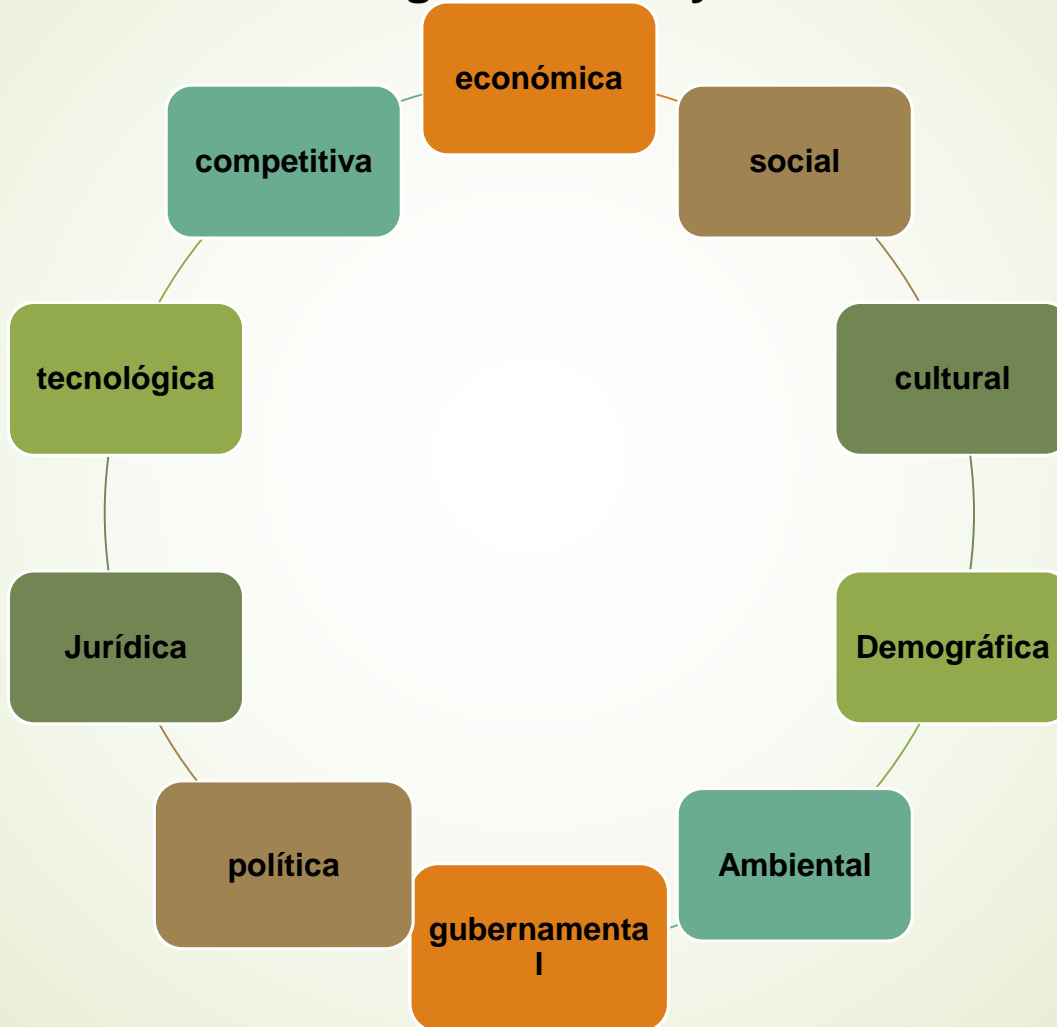 económica
social
cultural
Demográfica
Ambiental
gubernamenta
l
política
Jurídica
tecnológica
competitiva